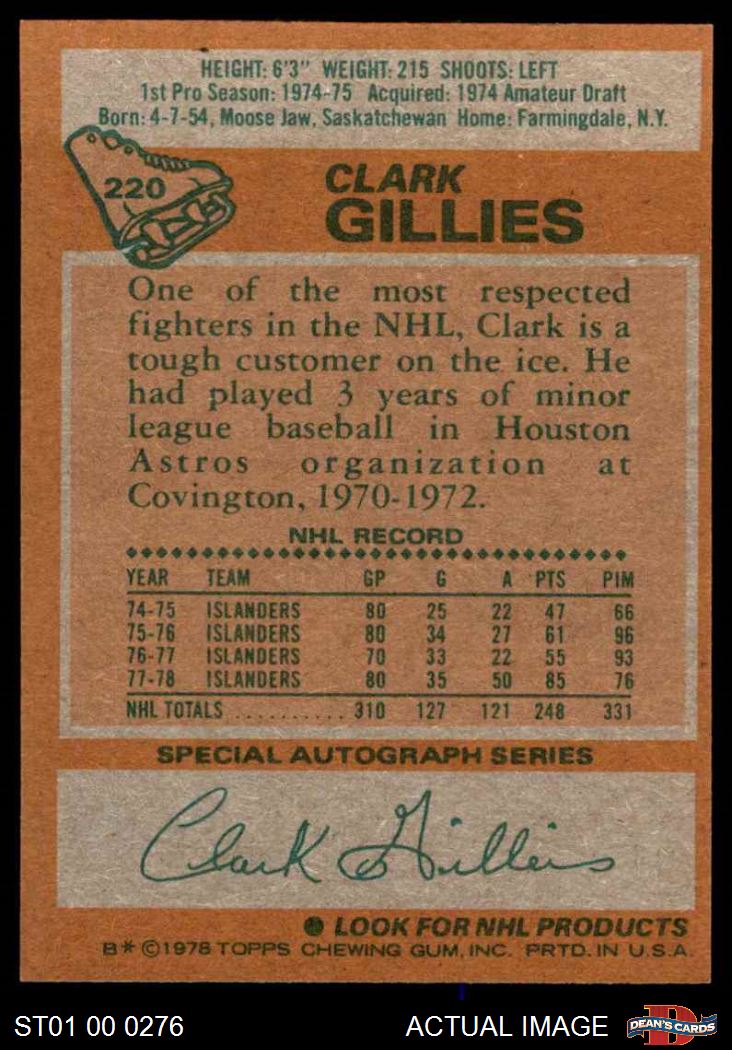 HEIGHT: 6'3" WEIGHT: 215 SHOOTS: LEFT
1st Pro Season: 1974-75 Acquired: 1974 Amateur Draft
Born: 4-7-54, Moose Jaw, Saskatchewan Home: Farmingdale, N.Y.
220
CLARK
GILLIES
One of the most respected
fighters in the NHL, Clark is a
tough customer on the ice. He
had played 3 years of minor
league baseball in Houston
Astros organization at
Covington, 1970-1972.
NHL RECORD
YEAR TEAM GP G A PTS PIM
74-75 ISLANDERS 80 25 22 47 66
75-76 ISLANDERS 80 34 27 61 96
76-77 ISLANDERS 70 33 22 55 93
77-78 ISLANDERS 80 35 50 85 76
NHL TOTALS .......... 310 127 121 248 331
SPECIAL AUTOGRAPH SERIES
Clark Gillies
LOOK FOR NHL PRODUCTS
B* ©1978 TOPPS CHEWING GUM, INC. PRTD. IN U.S.A.
ST01 00 0276 ACTUAL IMAGE DEAN'S CARDS